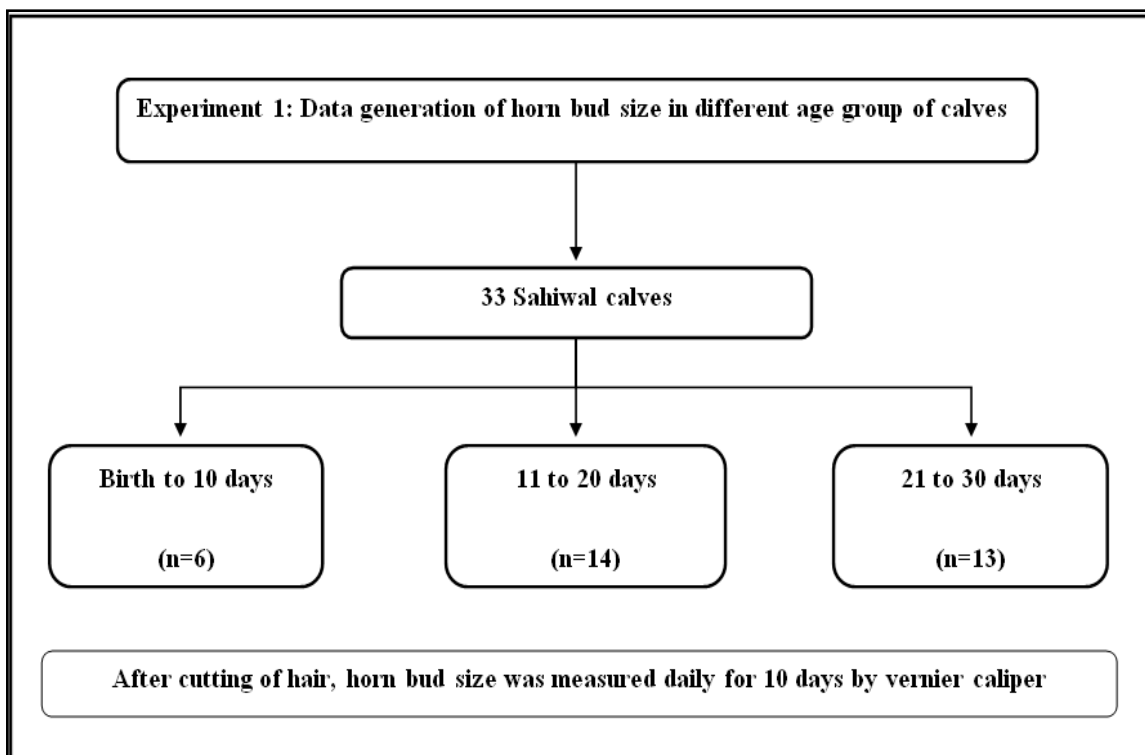 Experiment 1: Data generation of horn bud size in different age group of calves
33 Sahiwal calves
Birth to 10 days
(n=6)
11 to 20 days
(n=14)
21 to 30 days
(n=13)
After cutting of hair, horn bud size was measured daily for 10 days by vernier caliper